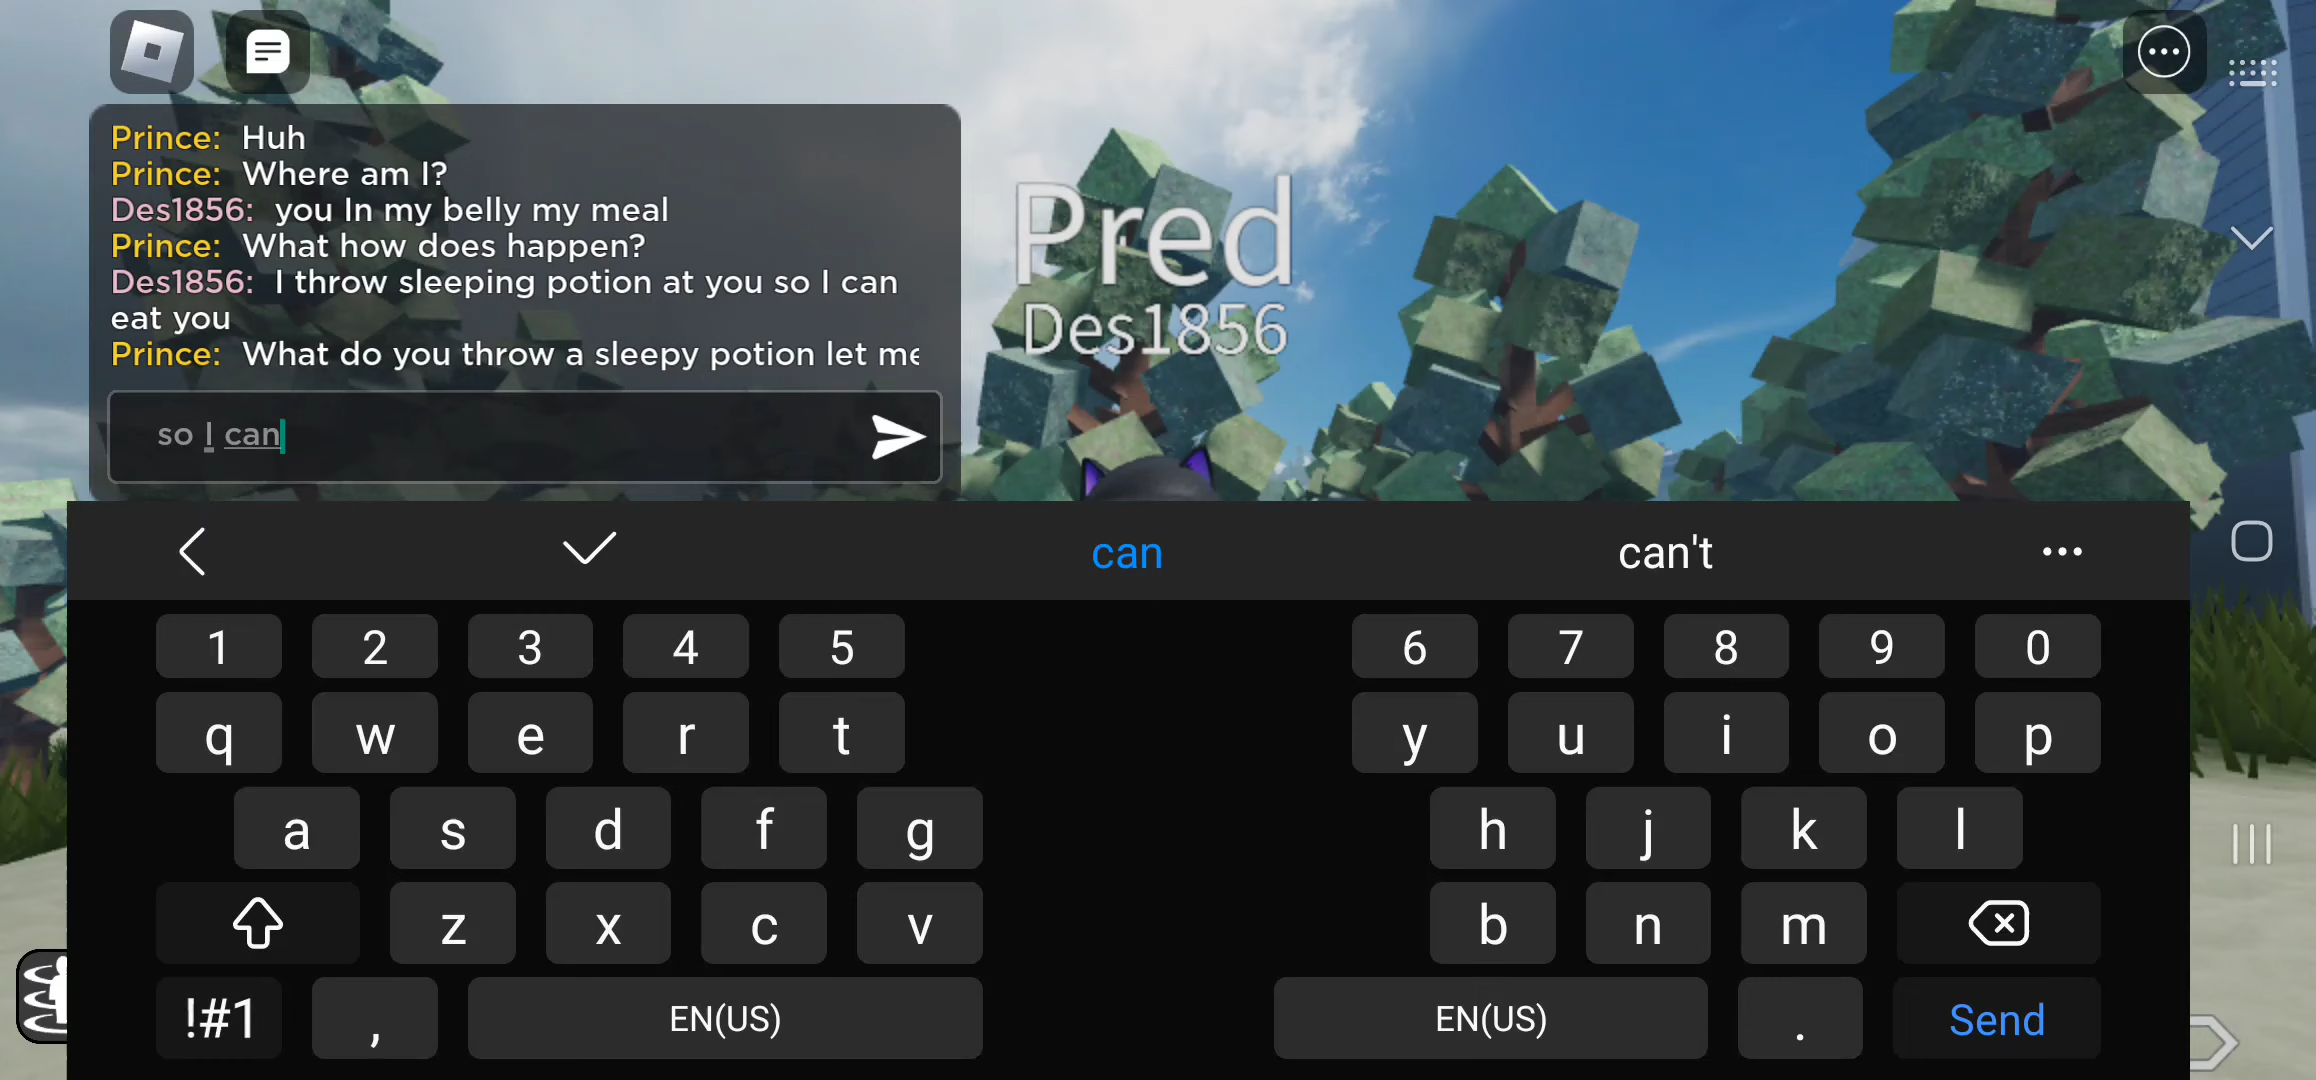 Prince: Huh
Prince: Where am I?
Des1856: you In my belly my meal
Prince: What how does happen?
Des1856: I throw sleeping potion at you so I can
eat you
Prince: What do you throw a sleepy potion let me
so I can
Pred
Des1856
can can't
1 2 3 4 5 6 7 8 9 0
q w e r t y u i o p
a s d f g h j k l
z x c v b n m
!#1 , EN(US) EN(US) . Send